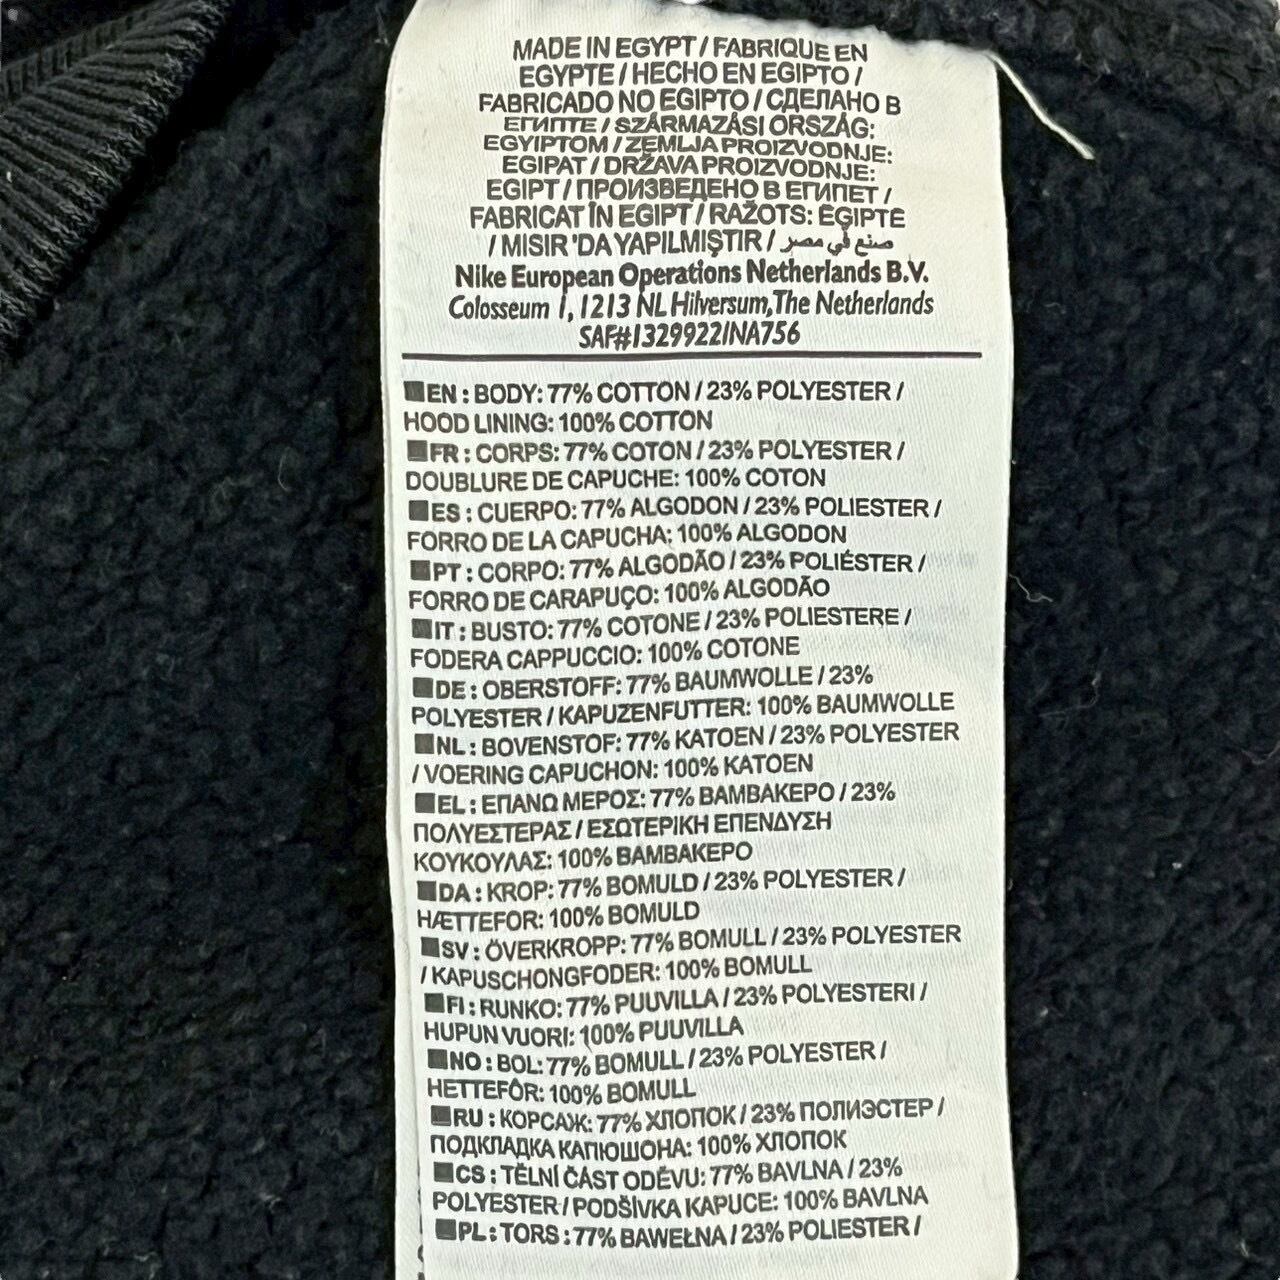 MADE IN EGYPT / FABRIQUE EN
EGYPTE / HECHO EN EGIPTO /
FABRICADO NO EGIPTO / СДЕЛАНО В
ЕГИПТЕ / SZÁRMAZÁSI ORSZÁG:
EGYIPTOM / ZEMLJA PROIZVODNJE:
EGIPAT / DRŽAVA PROIZVODNJE:
EGIPT / ПРОИЗВЕДЕНО В ЕГИПЕТ /
FABRICAT ÎN EGIPT / RAŽOTS: ĒĢIPTĒ
/ MISIR 'DA YAPILMIŞTIR / صنع في مصر
Nike European Operations Netherlands B.V.
Colosseum 1, 1213 NL Hilversum, The Netherlands
SAF#1329922INA756
EN : BODY: 77% COTTON / 23% POLYESTER /
HOOD LINING: 100% COTTON
FR : CORPS: 77% COTON / 23% POLYESTER /
DOUBLURE DE CAPUCHE: 100% COTON
ES : CUERPO: 77% ALGODON / 23% POLIESTER /
FORRO DE LA CAPUCHA: 100% ALGODON
PT : CORPO: 77% ALGODÃO / 23% POLIÉSTER /
FORRO DE CARAPUÇO: 100% ALGODÃO
IT : BUSTO: 77% COTONE / 23% POLIESTERE /
FODERA CAPPUCCIO: 100% COTONE
DE : OBERSTOFF: 77% BAUMWOLLE / 23%
POLYESTER / KAPUZENFUTTER: 100% BAUMWOLLE
NL : BOVENSTOF: 77% KATOEN / 23% POLYESTER
/ VOERING CAPUCHON: 100% KATOEN
EL : ΕΠΑΝΩ ΜΕΡΟΣ: 77% ΒΑΜΒΑΚΕΡΟ / 23%
ΠΟΛΥΕΣΤΕΡΑΣ / ΕΣΩΤΕΡΙΚΗ ΕΠΕΝΔΥΣΗ
ΚΟΥΚΟΥΛΑΣ: 100% ΒΑΜΒΑΚΕΡΟ
DA : KROP: 77% BOMULD / 23% POLYESTER /
HÆTTEFOR: 100% BOMULD
SV : ÖVERKROPP: 77% BOMULL / 23% POLYESTER
/ KAPUSCHONGFODER: 100% BOMULL
FI : RUNKO: 77% PUUVILLA / 23% POLYESTERI /
HUPUN VUORI: 100% PUUVILLA
NO : BOL: 77% BOMULL / 23% POLYESTER /
HETTEFÔR: 100% BOMULL
RU : КОРСАЖ: 77% ХЛОПОК / 23% ПОЛИЭСТЕР /
ПОДКЛАДКА КАПЮШОНА: 100% ХЛОПОК
CS : TĚLNÍ ČÁST ODĚVU: 77% BAVLNA / 23%
POLYESTER / PODŠÍVKA KAPUCE: 100% BAVLNA
PL : TORS : 77% BAWEŁNA / 23% POLIESTER /